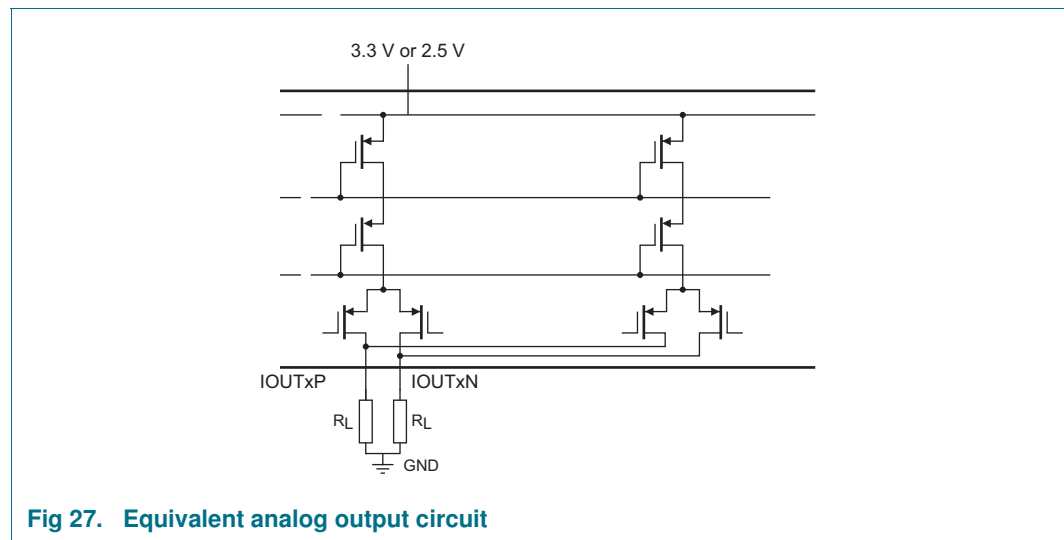 3.3 V or 2.5 V
IOUTxP
IOUTxN
RL
RL
GND
Fig 27. Equivalent analog output circuit